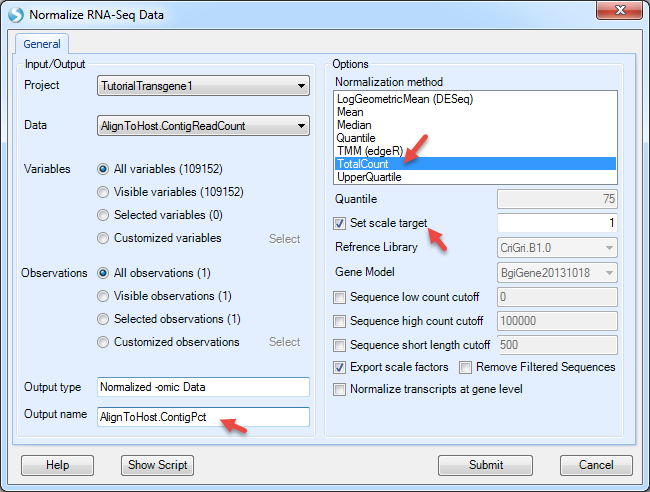 Normalize RNA-Seq Data
General
Input/Output
Project
TutorialTransgene1
Data
AlignToHost.ContigReadCount
Variables
All variables (109152)
Visible variables (109152)
Selected variables (0)
Customized variables
Select
Observations
All observations (1)
Visible observations (1)
Selected observations (1)
Customized observations
Select
Output type
Normalized -omic Data
Output name
AlignToHost.ContigPct
Options
Normalization method
LogGeometricMean (DESeq)
Mean
Median
Quantile
TMM (edgeR)
TotalCount
UpperQuartile
Quantile
75
Set scale target
1
Refrence Library
CriGri.B1.0
Gene Model
BgiGene20131018
Sequence low count cutoff
0
Sequence high count cutoff
100000
Sequence short length cutoff
500
Export scale factors
Remove Filtered Sequences
Normalize transcripts at gene level
Help
Show Script
Submit
Cancel